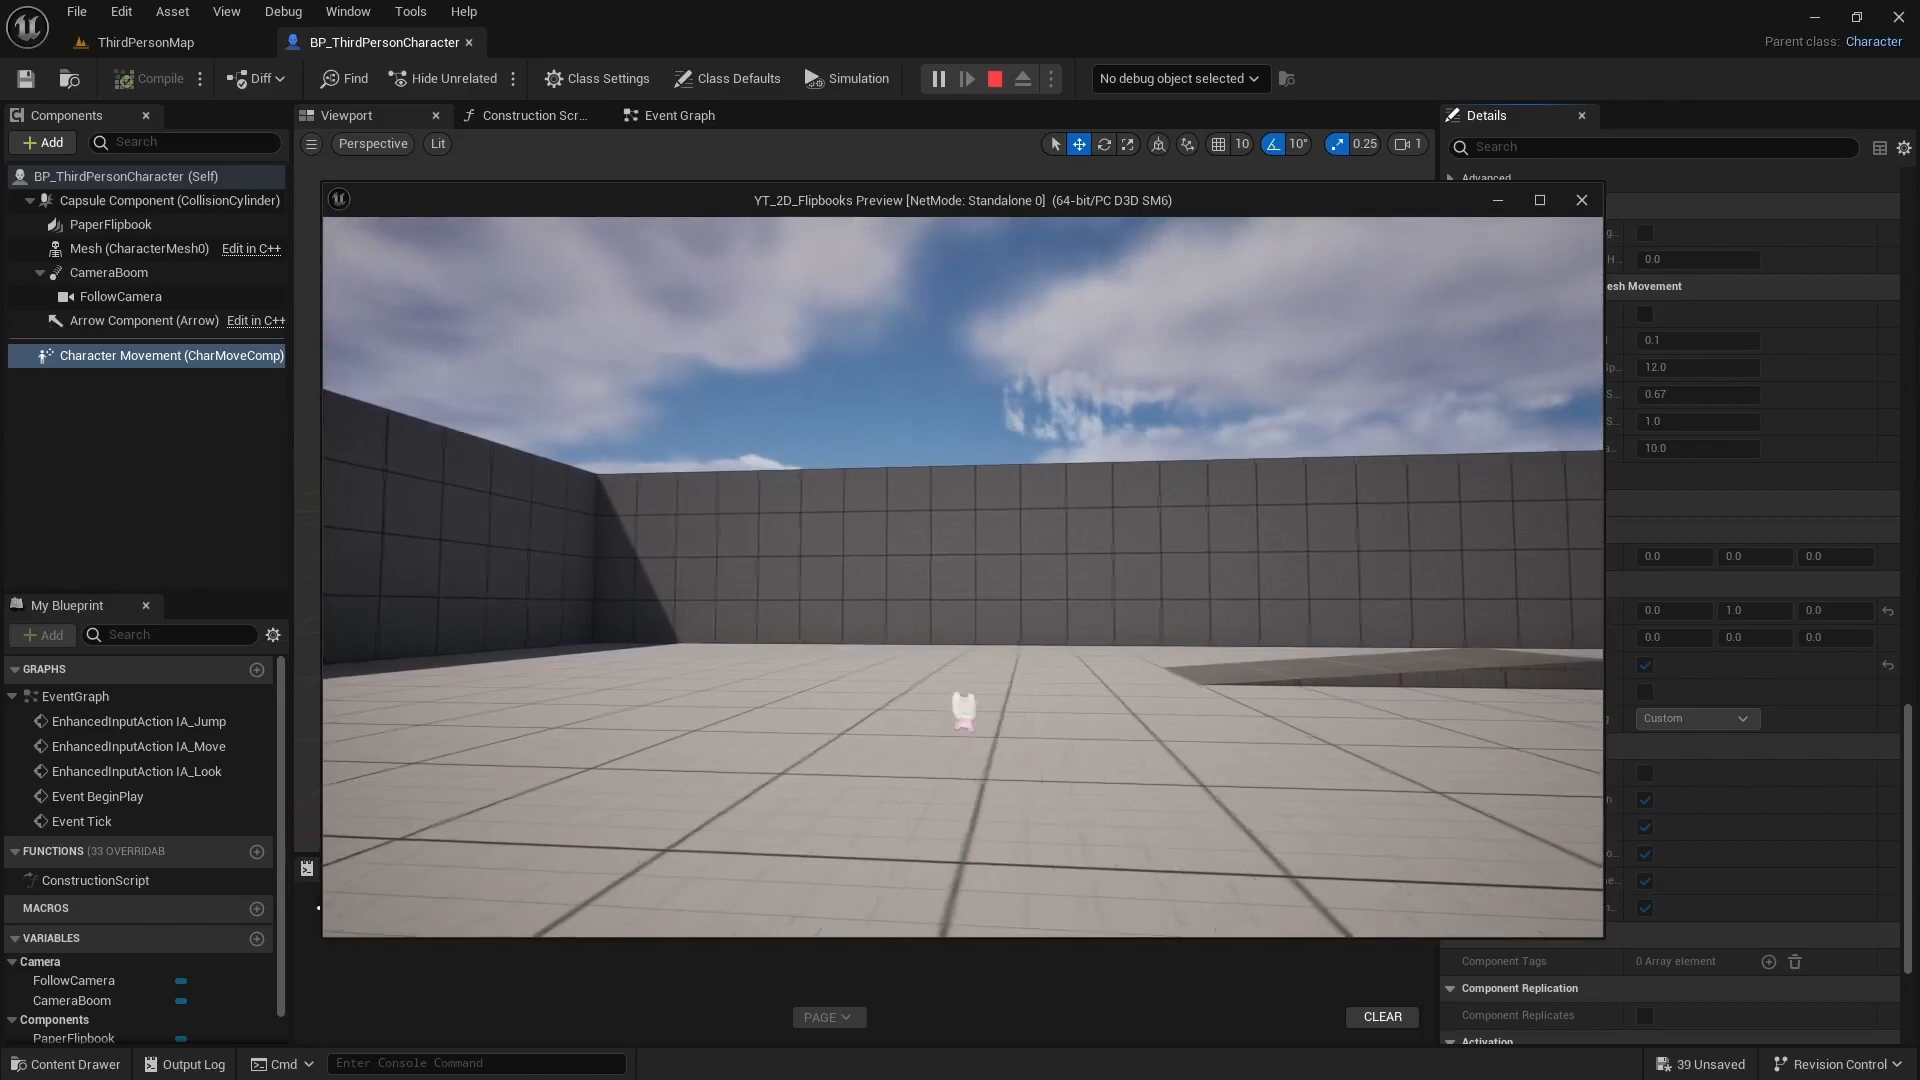 File Edit Asset View Debug Window Tools Help
ThirdPersonMap
BP_ThirdPersonCharacter
Parent class: Character
Compile
Diff
Find
Hide Unrelated
Class Settings
Class Defaults
Simulation
No debug object selected
Components
Add
Search
BP_ThirdPersonCharacter (Self)
Capsule Component (CollisionCylinder)
PaperFlipbook
Mesh (CharacterMesh0) Edit in C++
CameraBoom
FollowCamera
Arrow Component (Arrow) Edit in C++
Character Movement (CharMoveComp)
My Blueprint
Add
Search
GRAPHS
EventGraph
EnhancedInputAction IA_Jump
EnhancedInputAction IA_Move
EnhancedInputAction IA_Look
Event BeginPlay
Event Tick
FUNCTIONS (33 OVERRIDAB
ConstructionScript
MACROS
VARIABLES
Camera
FollowCamera
CameraBoom
Components
PaperFlipbook
Viewport
Construction Scr...
Event Graph
Perspective
Lit
10
10°
0.25
1
YT_2D_Flipbooks Preview [NetMode: Standalone 0] (64-bit/PC D3D SM6)
PAGE
CLEAR
Details
Search
Advanced
g...
H... 0.0
esh Movement
0.1
Sp... 12.0
S... 0.67
S... 1.0
a... 10.0
0.0 0.0 0.0
0.0 1.0 0.0
0.0 0.0 0.0
Custom
Component Tags 0 Array element
Component Replication
Component Replicates
Activation
Content Drawer
Output Log
Cmd
Enter Console Command
39 Unsaved
Revision Control